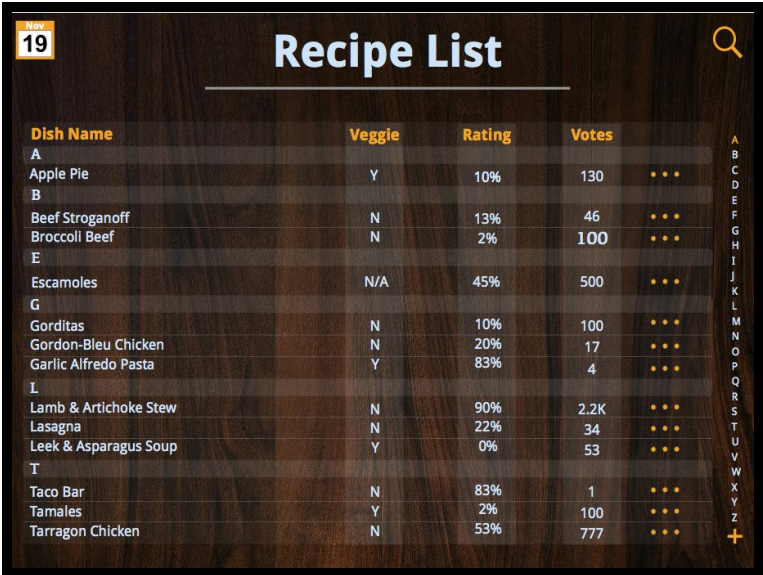 Nov
19
Recipe List
Dish Name Veggie Rating Votes
A
Apple Pie Y 10% 130
B
Beef Stroganoff N 13% 46
Broccoli Beef N 2% 100
E
Escamoles N/A 45% 500
G
Gorditas N 10% 100
Gordon-Bleu Chicken N 20% 17
Garlic Alfredo Pasta Y 83% 4
L
Lamb & Artichoke Stew N 90% 2.2K
Lasagna N 22% 34
Leek & Asparagus Soup Y 0% 53
T
Taco Bar N 83% 1
Tamales Y 2% 100
Tarragon Chicken N 53% 777
A
B
C
D
E
F
G
H
I
J
K
L
M
N
O
P
Q
R
S
T
U
V
W
X
Y
Z
+